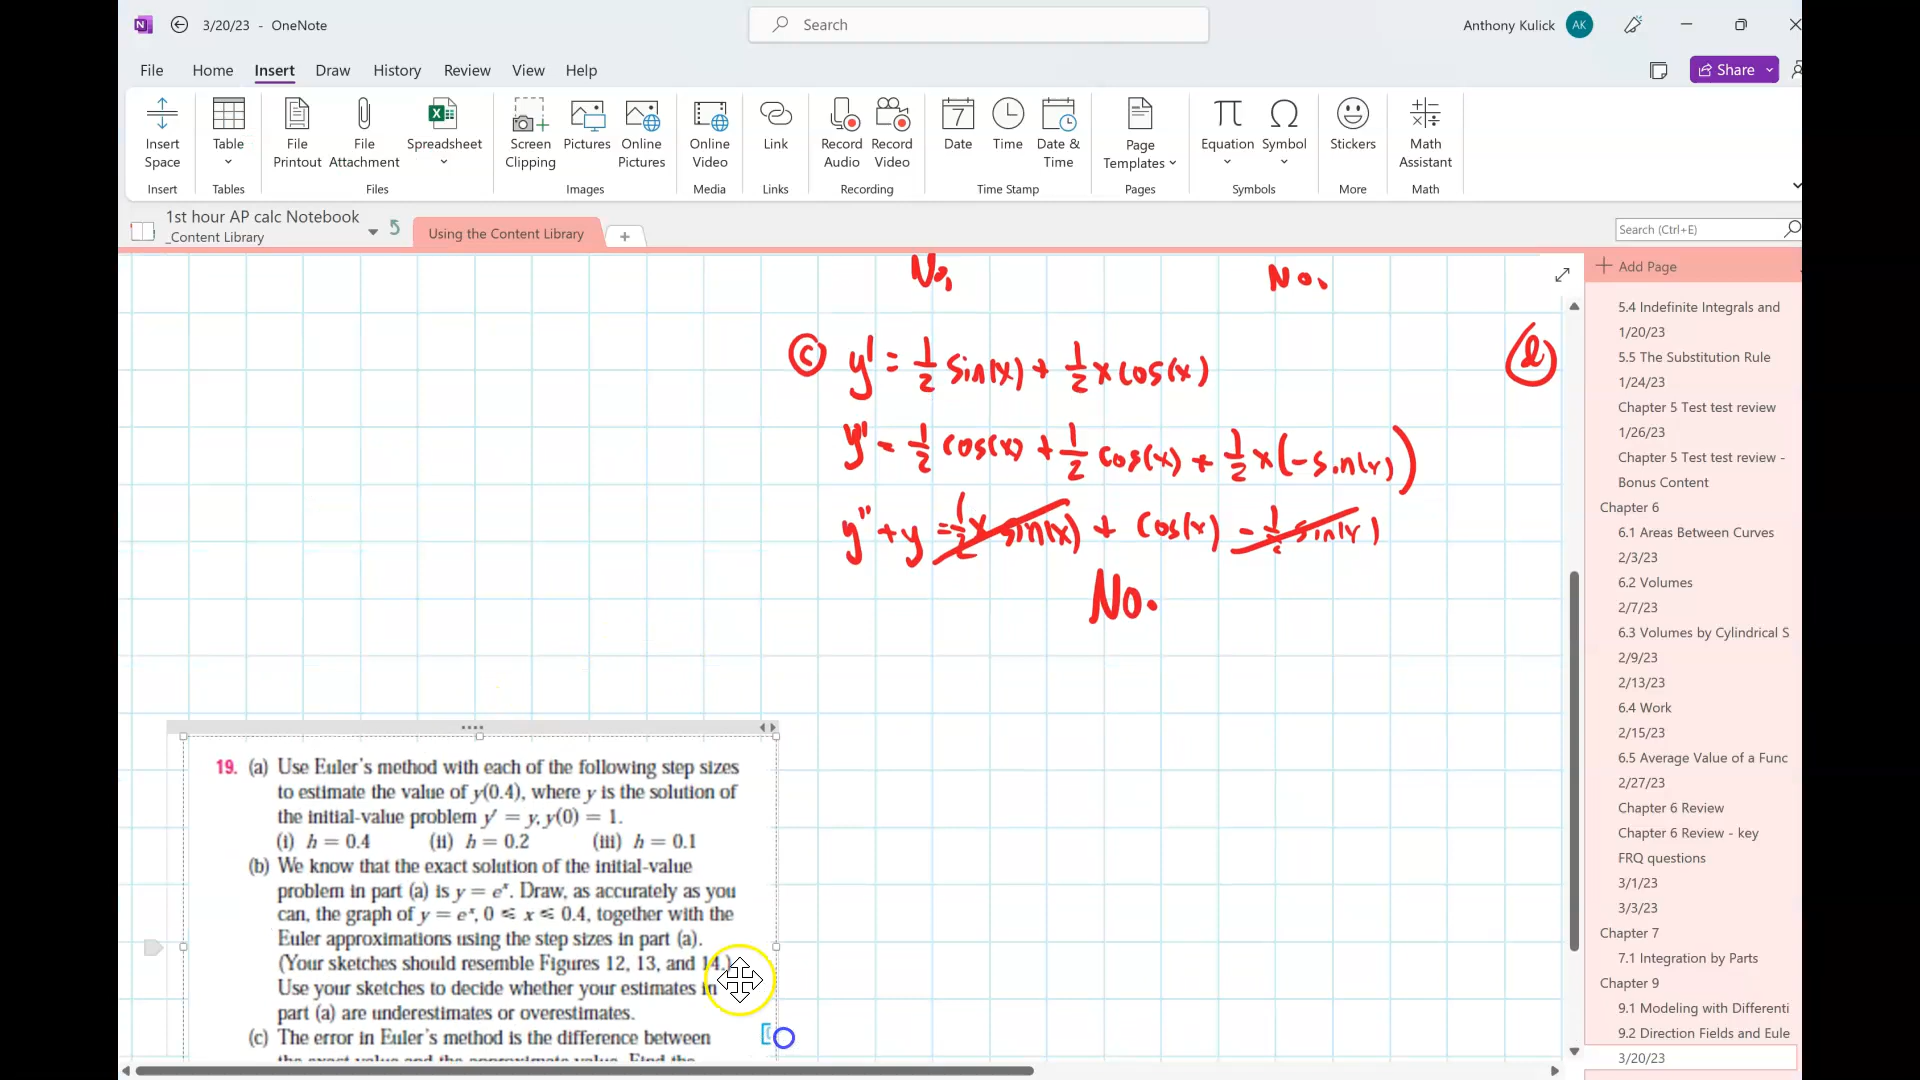 3/20/23 - OneNote
Search
Anthony Kulick AK
File Home Insert Draw History Review View Help
Share
Insert Space
Table
File Printout
File Attachment
Spreadsheet
Screen Clipping
Pictures
Online Pictures
Online Video
Link
Record Audio
Record Video
Date
Time
Date & Time
Page Templates
Equation
Symbol
Stickers
Math Assistant
Insert Tables Files Images Media Links Recording Time Stamp Pages Symbols More Math
1st hour AP calc Notebook
_Content Library
Using the Content Library
Search (Ctrl+E)
Add Page
5.4 Indefinite Integrals and
1/20/23
5.5 The Substitution Rule
1/24/23
Chapter 5 Test test review
1/26/23
Chapter 5 Test test review -
Bonus Content
Chapter 6
6.1 Areas Between Curves
2/3/23
6.2 Volumes
2/7/23
6.3 Volumes by Cylindrical S
2/9/23
2/13/23
6.4 Work
2/15/23
6.5 Average Value of a Func
2/27/23
Chapter 6 Review
Chapter 6 Review - key
FRQ questions
3/1/23
3/3/23
Chapter 7
7.1 Integration by Parts
Chapter 9
9.1 Modeling with Differenti
9.2 Direction Fields and Eule
3/20/23
No. No.
(c) y' = 1/2 sin(x) + 1/2 x cos(x)
(d)
y'' = 1/2 cos(x) + 1/2 cos(x) + 1/2 x(-sin(x))
y'' + y = 1/2 x sin(x) + cos(x) - 1/2 sin(x)
No.
19. (a) Use Euler's method with each of the following step sizes
to estimate the value of y(0.4), where y is the solution of
the initial-value problem y' = y, y(0) = 1.
(i) h = 0.4 (ii) h = 0.2 (iii) h = 0.1
(b) We know that the exact solution of the initial-value
problem in part (a) is y = eˣ. Draw, as accurately as you
can, the graph of y = eˣ, 0 ≤ x ≤ 0.4, together with the
Euler approximations using the step sizes in part (a).
(Your sketches should resemble Figures 12, 13, and 14.)
Use your sketches to decide whether your estimates in
part (a) are underestimates or overestimates.
(c) The error in Euler's method is the difference between